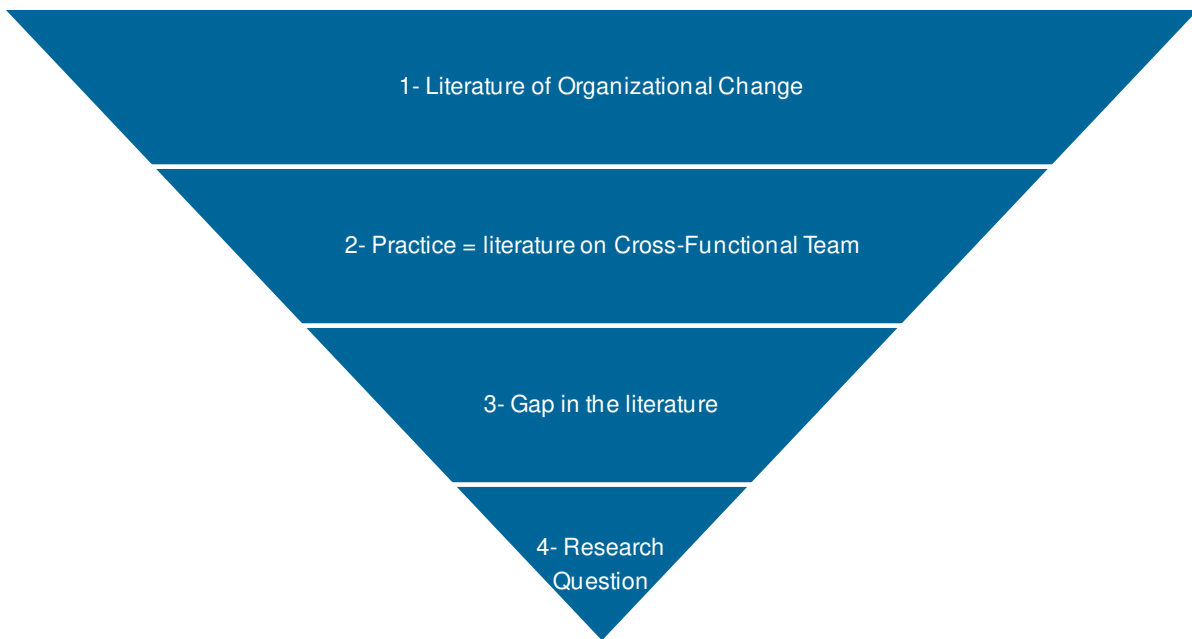 1- Literature of Organizational Change
2- Practice = literature on Cross-Functional Team
3- Gap in the literature
4- Research
Question